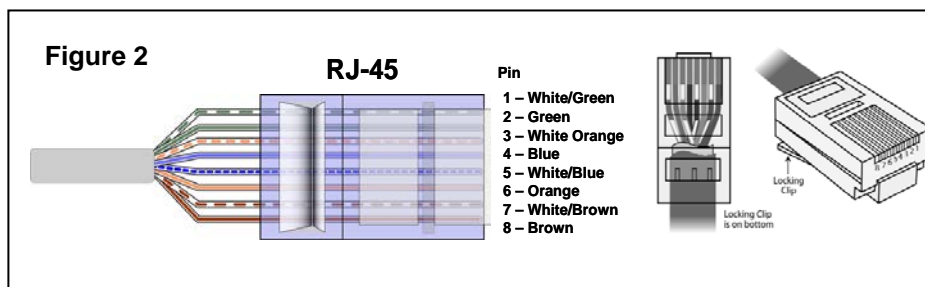 Figure 2
RJ-45
Pin
1 – White/Green
2 – Green
3 – White Orange
4 – Blue
5 – White/Blue
6 – Orange
7 – White/Brown
8 – Brown
Locking Clip
is on bottom
Locking
Clip